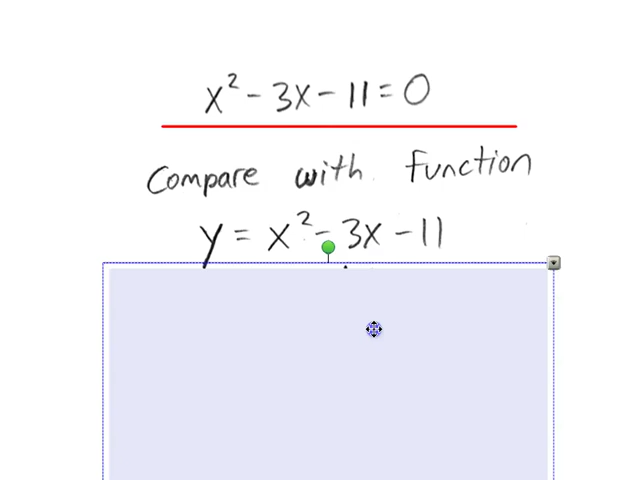 x² - 3x - 11 = 0
Compare with function
y = x² - 3x - 11